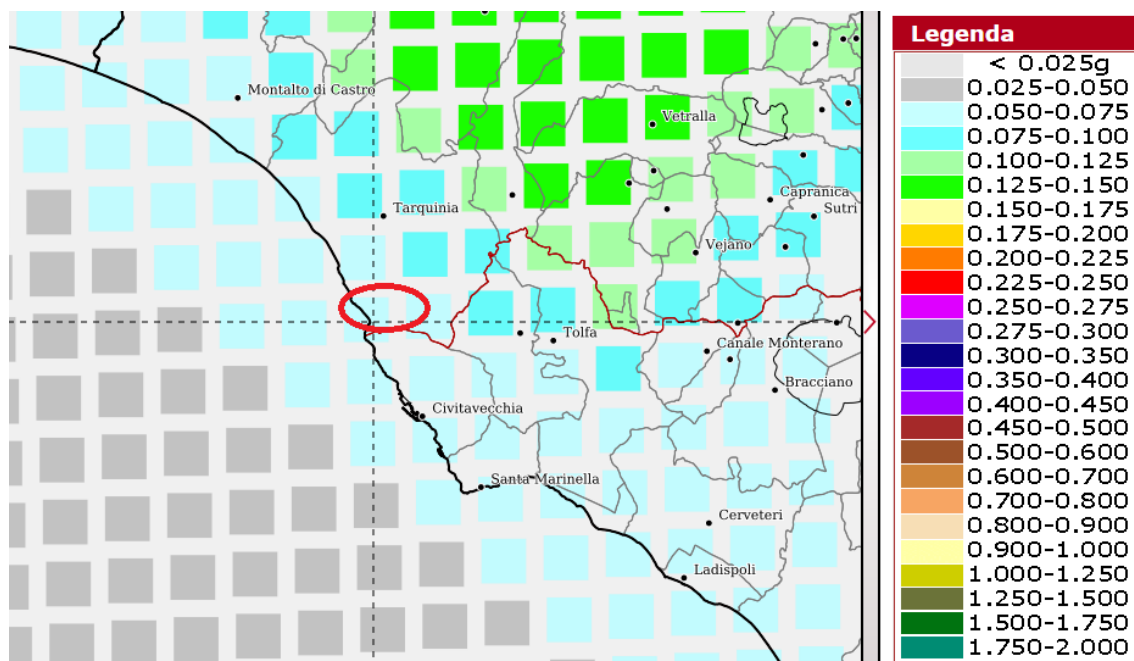 Montalto di Castro
Vetralla
Capranica
Sutri
Tarquinia
Vejano
Tolfa
Canale Monterano
Bracciano
Civitavecchia
Santa Marinella
Cerveteri
Ladispoli
Legenda
< 0.025g
0.025-0.050
0.050-0.075
0.075-0.100
0.100-0.125
0.125-0.150
0.150-0.175
0.175-0.200
0.200-0.225
0.225-0.250
0.250-0.275
0.275-0.300
0.300-0.350
0.350-0.400
0.400-0.450
0.450-0.500
0.500-0.600
0.600-0.700
0.700-0.800
0.800-0.900
0.900-1.000
1.000-1.250
1.250-1.500
1.500-1.750
1.750-2.000